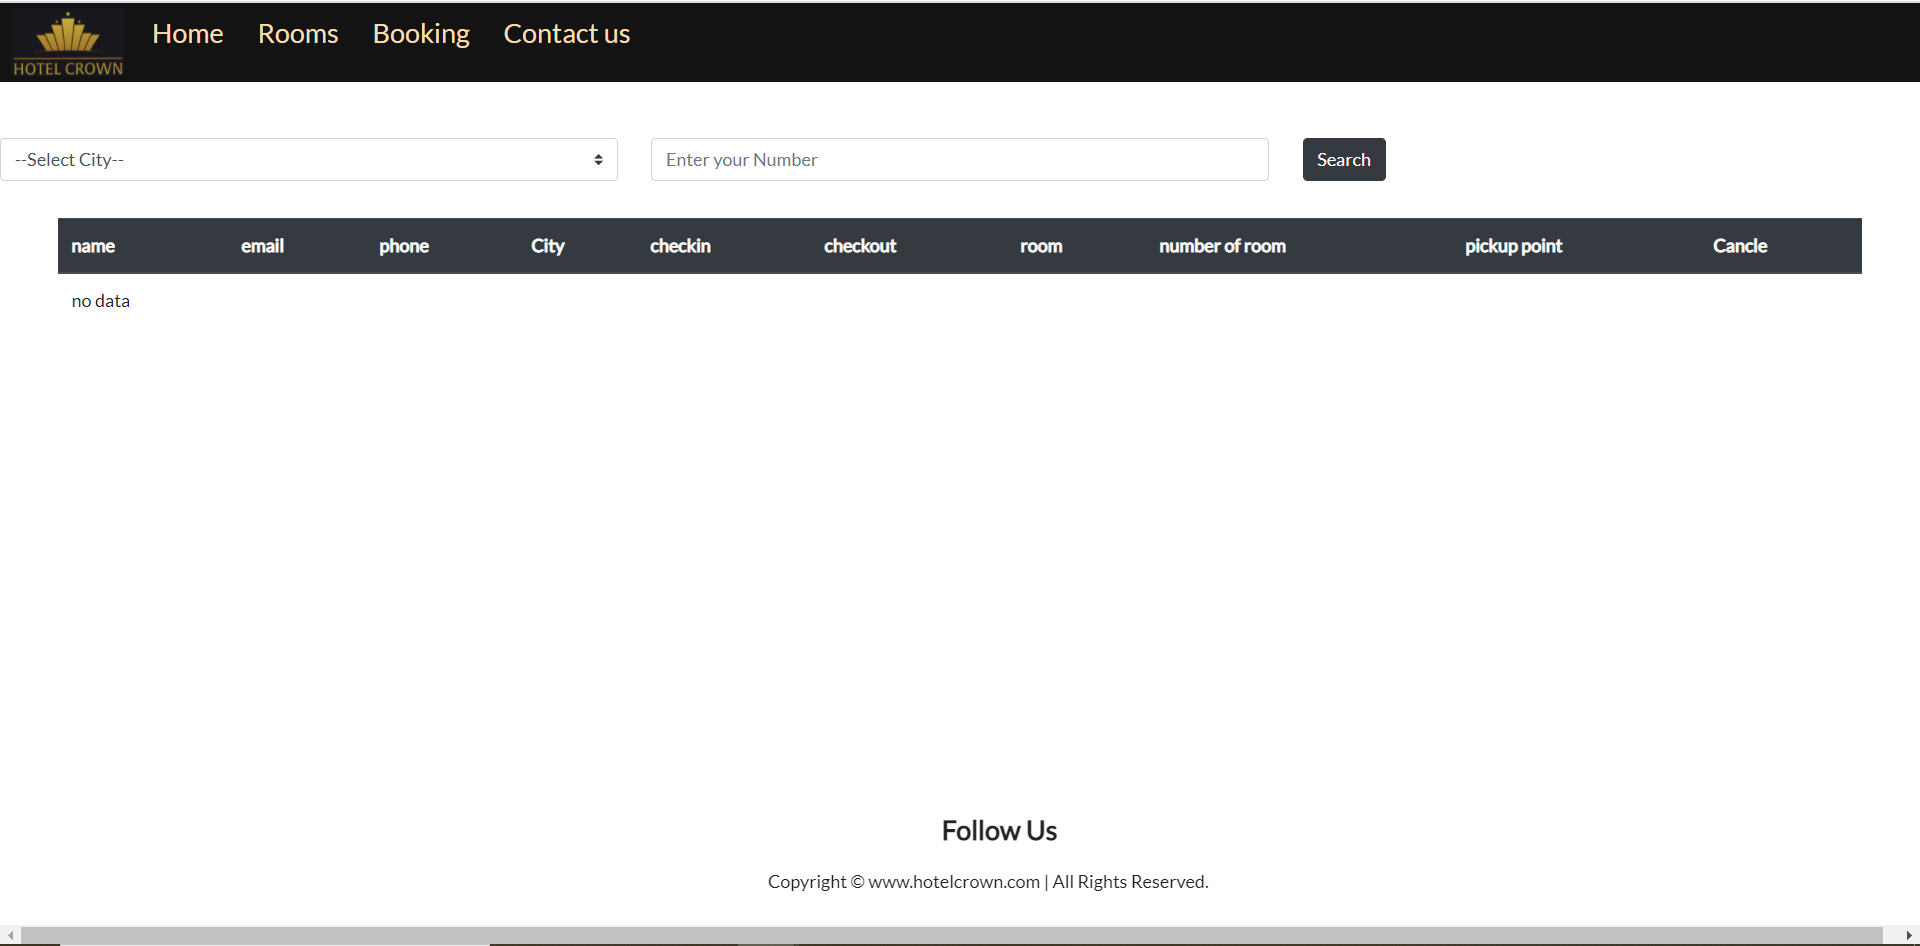 HOTEL CROWN
Home Rooms Booking Contact us
--Select City-- Enter your Number Search
name email phone City checkin checkout room number of room pickup point Cancle
no data
Follow Us
Copyright © www.hotelcrown.com | All Rights Reserved.